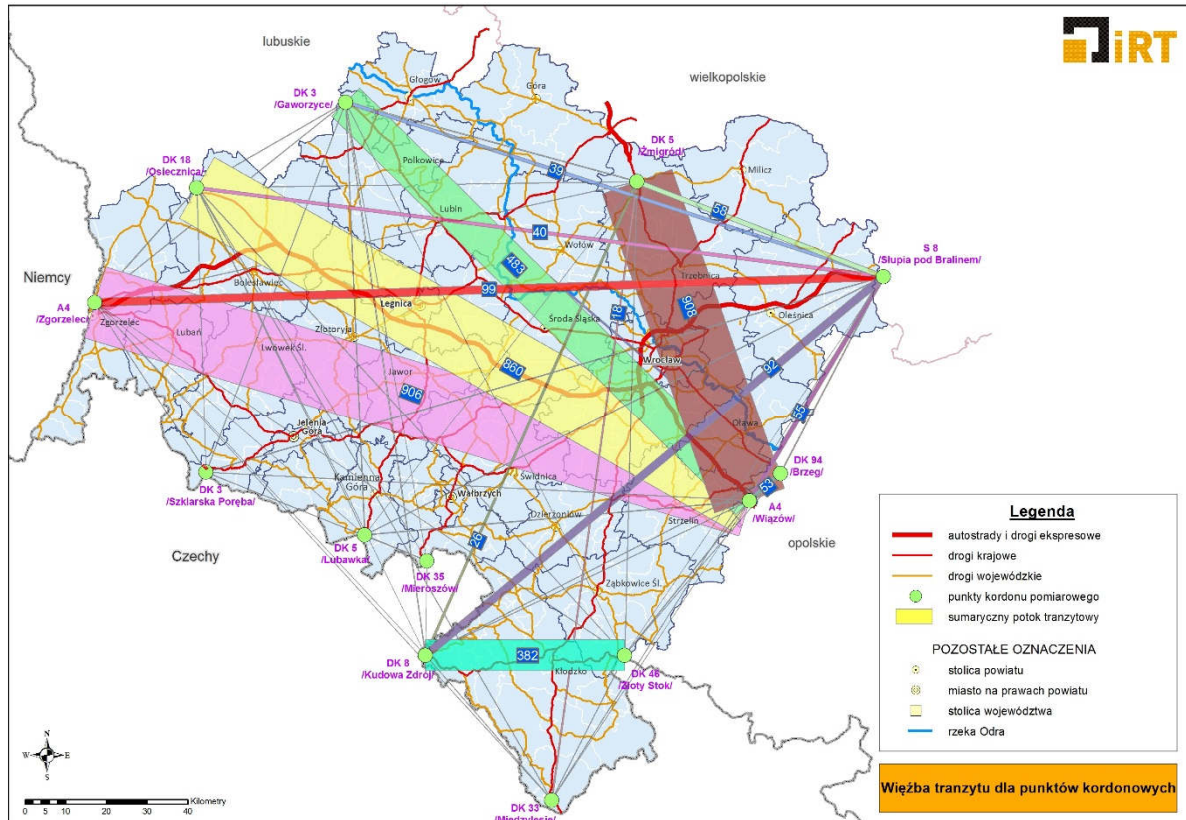 iRT
lubuskie
wielkopolskie
Głogów
Góra
DK 3
/Gaworzyce/
DK 5
/Żmigród/
Milicz
DK 18
/Osiecznica/
Polkowice
39
58
Lubin
40
Wołów
S 8
/Słupia pod Bralinem/
483
Trzebnica
Niemcy
Bolesławiec
Legnica
99
908
A4
/Zgorzelec/
Zgorzelec
Środa Śląska
18
Oleśnica
Lubań
Złotoryja
Lwówek Śl.
Wrocław
Jawor
860
92
906
55
Jelenia
Góra
Oława
DK 94
/Brzeg/
DK 3
/Szklarska Poręba/
Kamienna
Góra
Świdnica
53
Wałbrzych
A4
/Wiązów/
Dzierżoniów
Strzelin
DK 5
/Lubawka/
26
opolskie
Czechy
DK 35
/Mieroszów/
Ząbkowice Śl.
DK 8
/Kudowa Zdrój/
382
Kłodzko
DK 46
/Złoty Stok/
DK 33
/Międzylesie/
N
W
E
S
Kilometry
0 5 10 20 30 40
Legenda
autostrady i drogi ekspresowe
drogi krajowe
drogi wojewódzkie
punkty kordonu pomiarowego
sumaryczny potok tranzytowy
POZOSTAŁE OZNACZENIA
stolica powiatu
miasto na prawach powiatu
stolica województwa
rzeka Odra
Więźba tranzytu dla punktów kordonowych